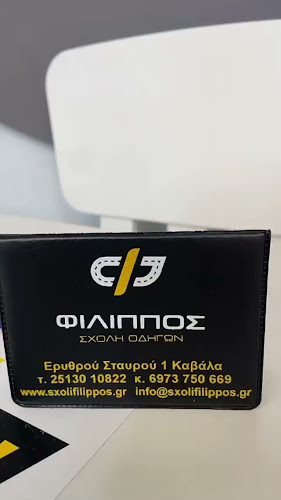 ΦΙΛΙΠΠΟΣ
ΣΧΟΛΗ ΟΔΗΓΩΝ
Ερυθρού Σταυρού 1 Καβάλα
τ. 25130 10822 κ. 6973 750 669
www.sxolifilippos.gr info@sxolifilippos.gr